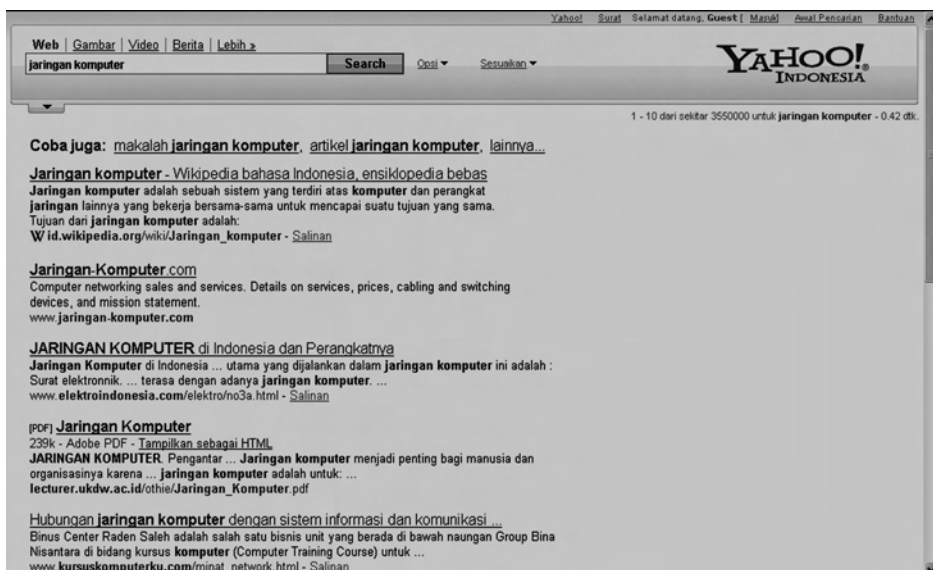 Yahoo! Surat Selamat datang, Guest [ Masuk] Awal Pencarian Bantuan
Web | Gambar | Video | Berita | Lebih »
jaringan komputer Search Opsi Sesuaikan
YAHOO!® INDONESIA
1 - 10 dari sekitar 3550000 untuk jaringan komputer - 0.42 dtk.
Coba juga: makalah jaringan komputer, artikel jaringan komputer, lainnya...
Jaringan komputer - Wikipedia bahasa Indonesia, ensiklopedia bebas
Jaringan komputer adalah sebuah sistem yang terdiri atas komputer dan perangkat
jaringan lainnya yang bekerja bersama-sama untuk mencapai suatu tujuan yang sama.
Tujuan dari jaringan komputer adalah:
W id.wikipedia.org/wiki/Jaringan_komputer - Salinan
Jaringan-Komputer.com
Computer networking sales and services. Details on services, prices, cabling and switching
devices, and mission statement.
www.jaringan-komputer.com
JARINGAN KOMPUTER di Indonesia dan Perangkatnya
Jaringan Komputer di Indonesia ... utama yang dijalankan dalam jaringan komputer ini adalah :
Surat elektronnik. ... terasa dengan adanya jaringan komputer. ...
www.elektroindonesia.com/elektro/no3a.html - Salinan
[PDF] Jaringan Komputer
239k - Adobe PDF - Tampilkan sebagai HTML
JARINGAN KOMPUTER. Pengantar ... Jaringan komputer menjadi penting bagi manusia dan
organisasinya karena ... jaringan komputer adalah untuk: ...
lecturer.ukdw.ac.id/othie/Jaringan_Komputer.pdf
Hubungan jaringan komputer dengan sistem informasi dan komunikasi ...
Binus Center Raden Saleh adalah salah satu bisnis unit yang berada di bawah naungan Group Bina
Nisantara di bidang kursus komputer (Computer Training Course) untuk ...
www.kursuskomputerku.com/minat_network.html - Salinan